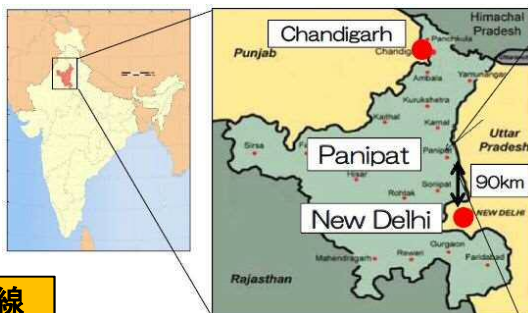 Himachal
Pradesh
Panchkula
Chandigarh
Punjab
Ambala
Yamunanagar
Kurukshetra
Kaithal
Karnal
Uttar
Pradesh
Panipat
Panipat
Sirsa
Hisar
90km
Sonipat
Rohtak
New Delhi
NEW DELHI
Gurgaon
Mahendragarh
Rewari
Faridabad
Rajasthan
線